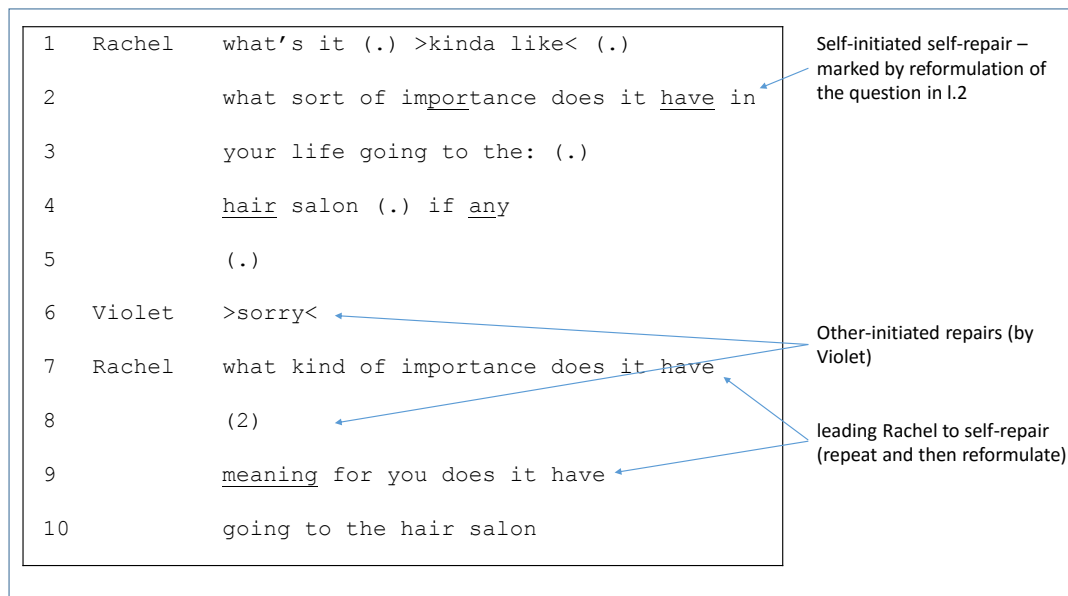 1 Rachel what's it (.) >kinda like< (.)
2 what sort of importance does it have in
3 your life going to the: (.)
4 hair salon (.) if any
5 (.)
6 Violet >sorry<
7 Rachel what kind of importance does it have
8 (2)
9 meaning for you does it have
10 going to the hair salon
Self-initiated self-repair –
marked by reformulation of
the question in l.2
Other-initiated repairs (by
Violet)
leading Rachel to self-repair
(repeat and then reformulate)